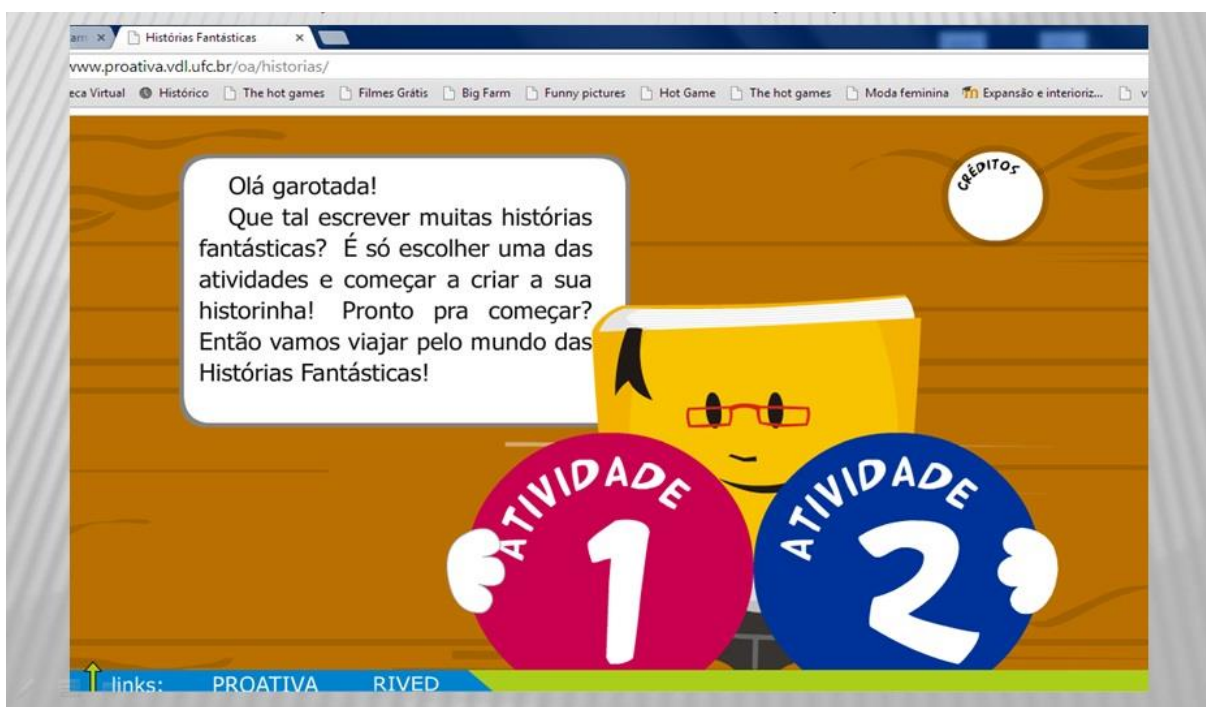 Histórias Fantásticas
www.proativa.vdl.ufc.br/oa/historias/
eca Virtual Histórico The hot games Filmes Grátis Big Farm Funny pictures Hot Game The hot games Moda feminina Expansão e interioriz...
CRÉDITOS
Olá garotada!
Que tal escrever muitas histórias
fantásticas? É só escolher uma das
atividades e começar a criar a sua
historinha! Pronto pra começar?
Então vamos viajar pelo mundo das
Histórias Fantásticas!
ATIVIDADE
1
ATIVIDADE
2
links: PROATIVA RIVED